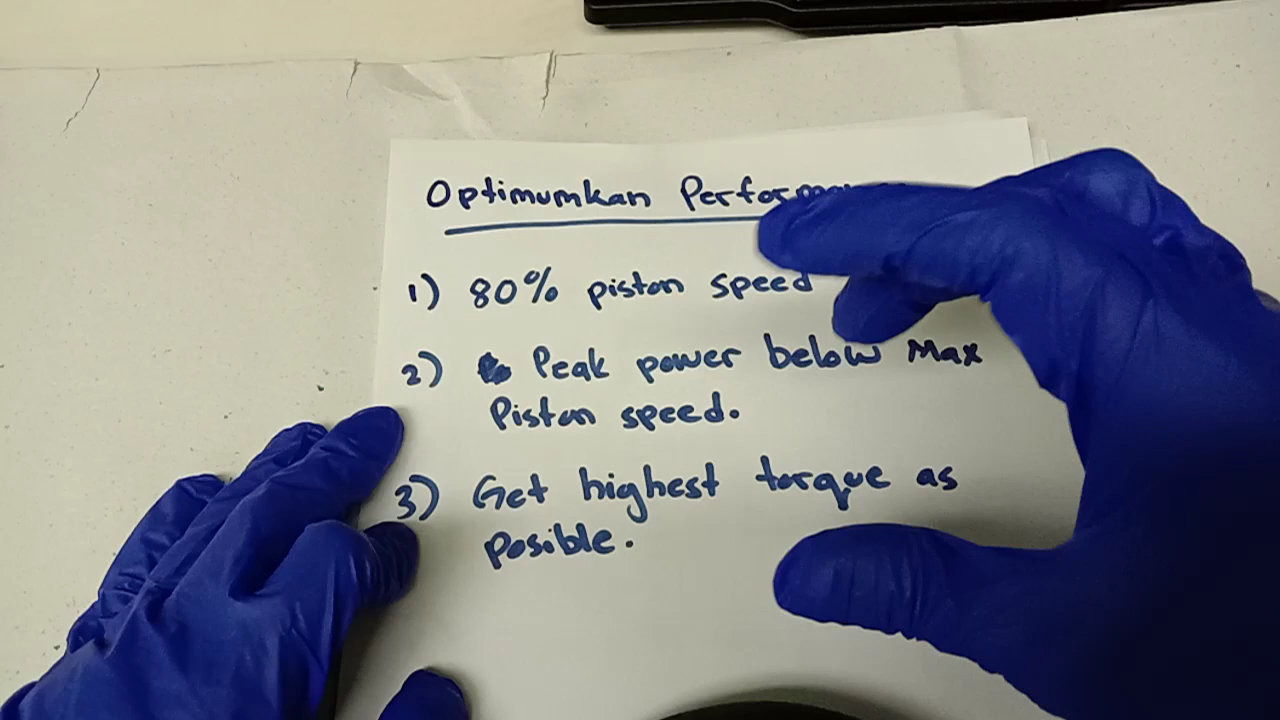 Optimumkan
1) 80% piston speed
2) Peak power below Max
Piston speed.
3) Get highest torque as
posible.